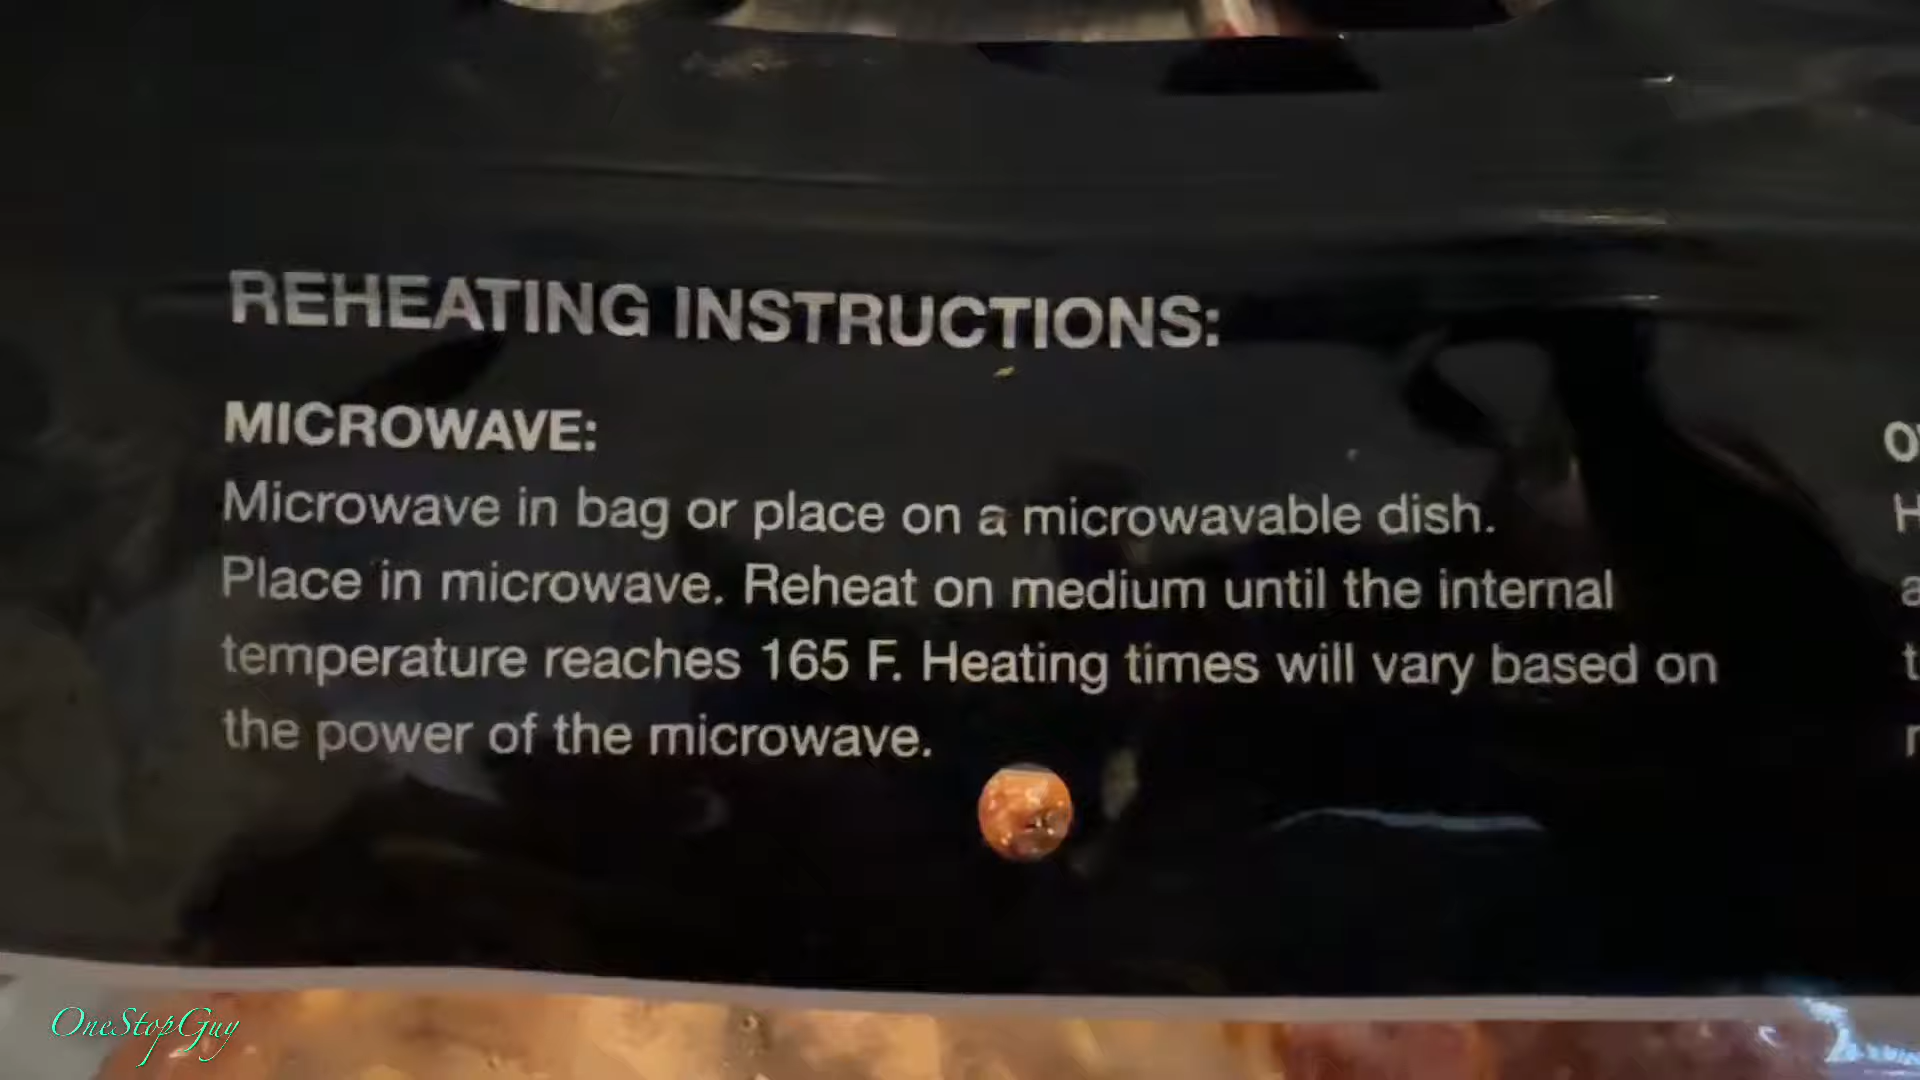 REHEATING INSTRUCTIONS:
MICROWAVE:
Microwave in bag or place on a microwavable dish.
Place in microwave. Reheat on medium until the internal
temperature reaches 165 F. Heating times will vary based on
the power of the microwave.
OneStopGuy